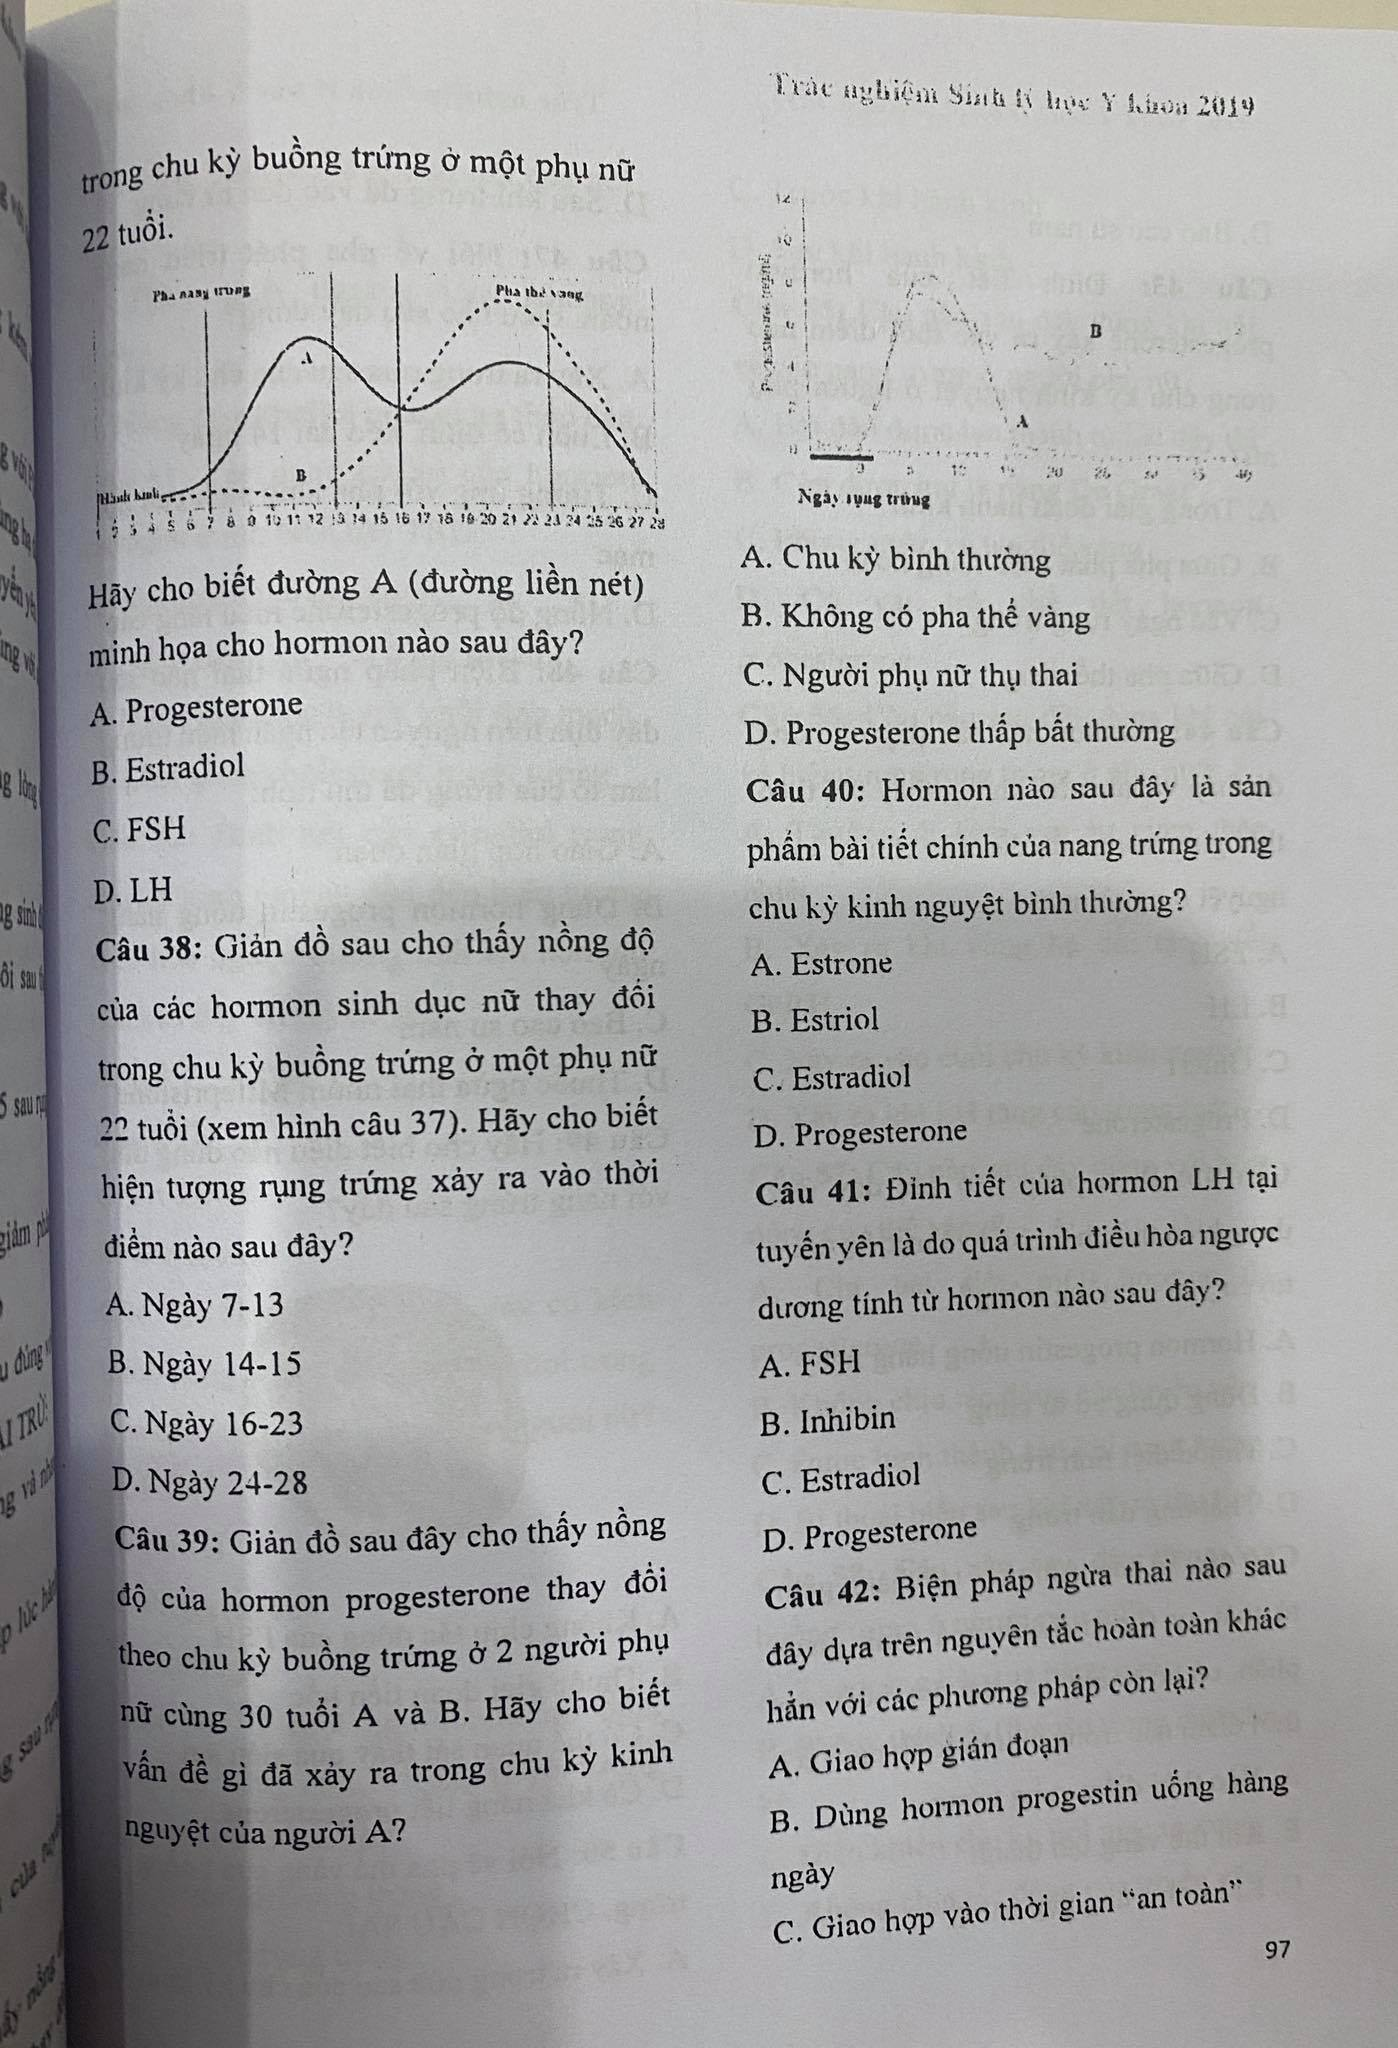 Trắc nghiệm Sinh lý học Y khoa 2019
trong chu kỳ buồng trứng ở một phụ nữ
22 tuổi.
Pha nang trứng
Pha thể vàng
A
B
Hành kinh
1 2 3 4 5 6 7 8 9 10 11 12 13 14 15 16 17 18 19 20 21 22 23 24 25 26 27 28
Hãy cho biết đường A (đường liền nét)
minh họa cho hormon nào sau đây?
A. Progesterone
B. Estradiol
C. FSH
D. LH
Câu 38: Giản đồ sau cho thấy nồng độ
của các hormon sinh dục nữ thay đổi
trong chu kỳ buồng trứng ở một phụ nữ
22 tuổi (xem hình câu 37). Hãy cho biết
hiện tượng rụng trứng xảy ra vào thời
điểm nào sau đây?
A. Ngày 7-13
B. Ngày 14-15
C. Ngày 16-23
D. Ngày 24-28
Câu 39: Giản đồ sau đây cho thấy nồng
độ của hormon progesterone thay đổi
theo chu kỳ buồng trứng ở 2 người phụ
nữ cùng 30 tuổi A và B. Hãy cho biết
vấn đề gì đã xảy ra trong chu kỳ kinh
nguyệt của người A?
12
10
B
A
Ngày rụng trứng
A. Chu kỳ bình thường
B. Không có pha thể vàng
C. Người phụ nữ thụ thai
D. Progesterone thấp bất thường
Câu 40: Hormon nào sau đây là sản
phẩm bài tiết chính của nang trứng trong
chu kỳ kinh nguyệt bình thường?
A. Estrone
B. Estriol
C. Estradiol
D. Progesterone
Câu 41: Đỉnh tiết của hormon LH tại
tuyến yên là do quá trình điều hòa ngược
dương tính từ hormon nào sau đây?
A. FSH
B. Inhibin
C. Estradiol
D. Progesterone
Câu 42: Biện pháp ngừa thai nào sau
đây dựa trên nguyên tắc hoàn toàn khác
hẳn với các phương pháp còn lại?
A. Giao hợp gián đoạn
B. Dùng hormon progestin uống hàng
ngày
C. Giao hợp vào thời gian “an toàn”
97